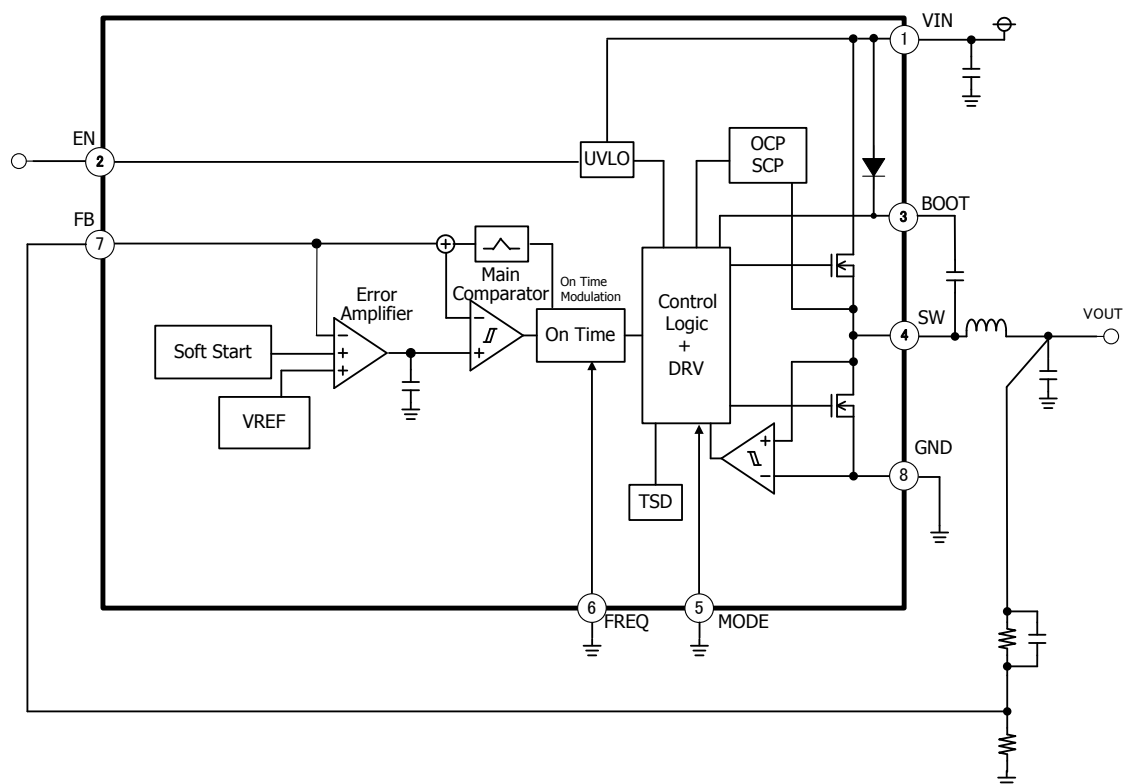 VIN
1
EN
2
UVLO
OCP
SCP
BOOT
3
FB
7
+
Main
Comparator
On Time
Modulation
Error
Amplifier
Soft Start
VREF
−
+
+
−
+
On Time
Control
Logic
+
DRV
SW
4
VOUT
+
−
GND
8
TSD
6
FREQ
5
MODE